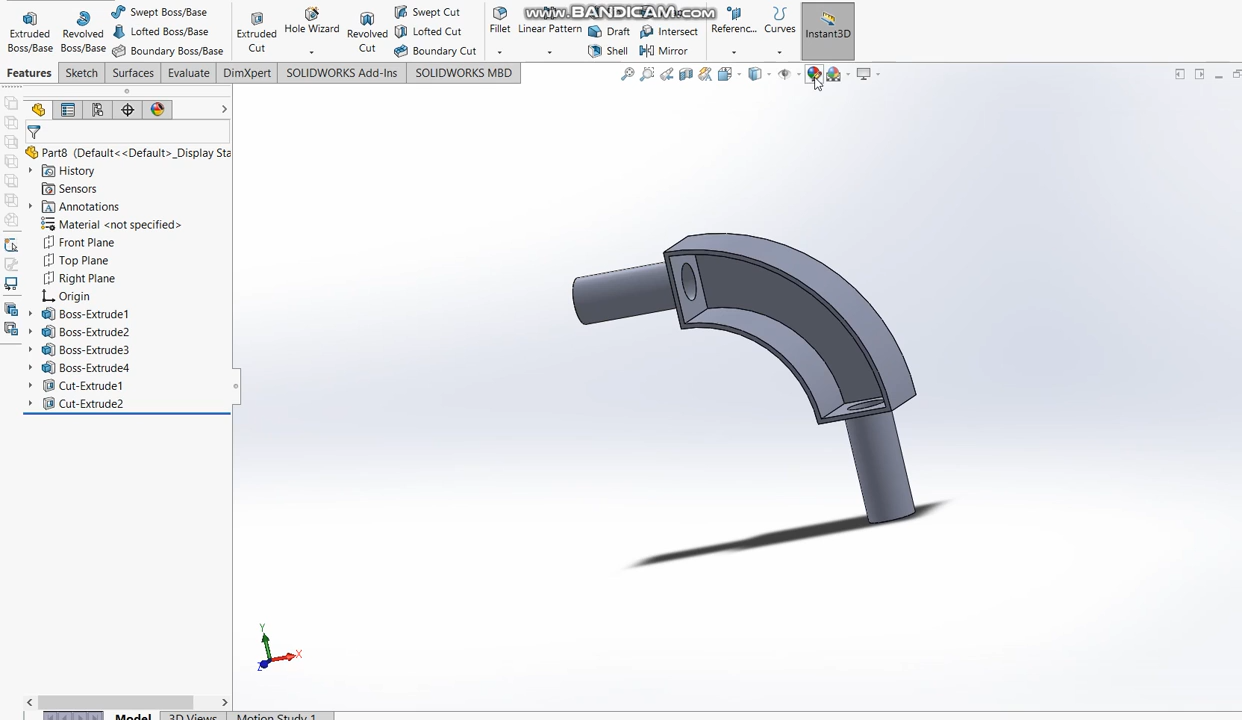 www.BANDICAM.com
Extruded Boss/Base
Revolved Boss/Base
Swept Boss/Base
Lofted Boss/Base
Boundary Boss/Base
Extruded Cut
Hole Wizard
Revolved Cut
Swept Cut
Lofted Cut
Boundary Cut
Fillet
Linear Pattern
Draft
Shell
Intersect
Mirror
Referenc...
Curves
Instant3D
Features
Sketch
Surfaces
Evaluate
DimXpert
SOLIDWORKS Add-Ins
SOLIDWORKS MBD
Part8 (Default<<Default>_Display Sta
History
Sensors
Annotations
Material <not specified>
Front Plane
Top Plane
Right Plane
Origin
Boss-Extrude1
Boss-Extrude2
Boss-Extrude3
Boss-Extrude4
Cut-Extrude1
Cut-Extrude2
Y
X
Z
Model
3D Views
Motion Study 1